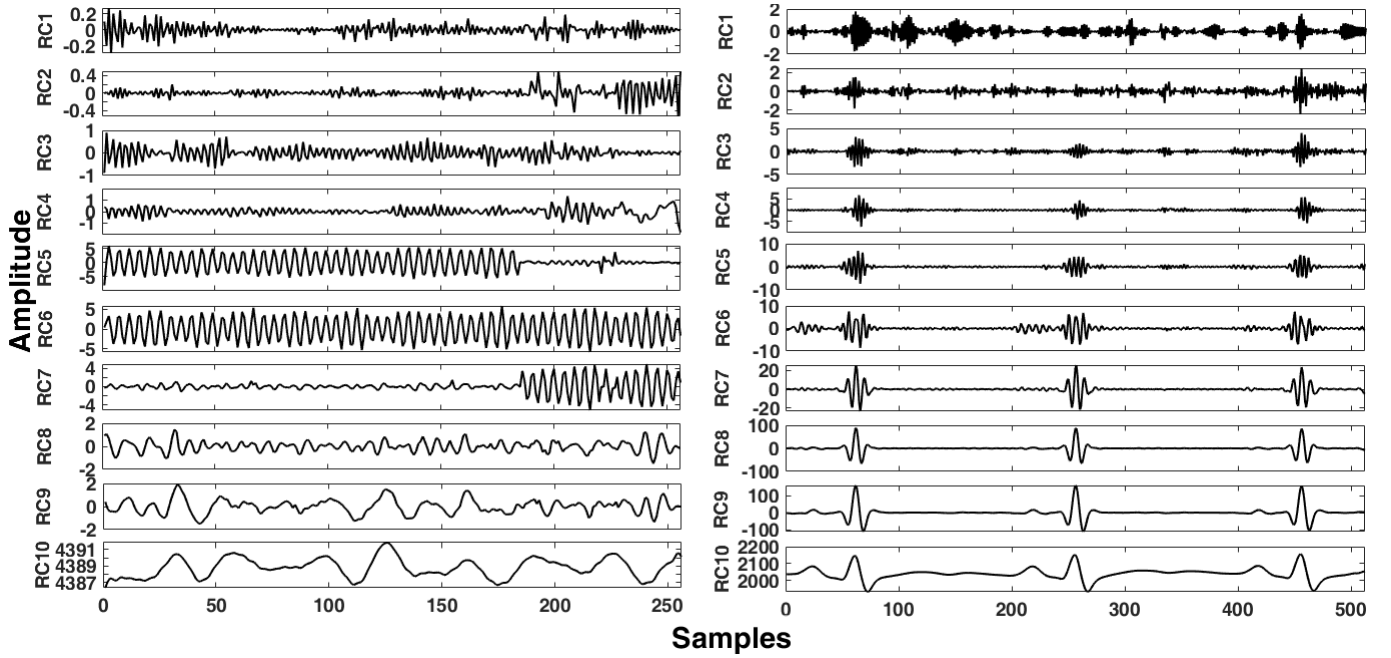 Amplitude
RC1
0.2
0
-0.2
RC2
0.4
0
-0.4
RC3
1
0
-1
RC4
1
0
-1
RC5
5
0
-5
RC6
5
0
-5
RC7
4
0
-4
RC8
2
0
-2
RC9
2
0
-2
RC10
4391
4389
4387
0 50 100 150 200 250
RC1
2
0
-2
RC2
2
0
-2
RC3
5
0
-5
RC4
5
0
-5
RC5
10
0
-10
RC6
10
0
-10
RC7
20
0
-20
RC8
100
0
-100
RC9
100
0
-100
RC10
2200
2100
2000
0 100 200 300 400 500
Samples